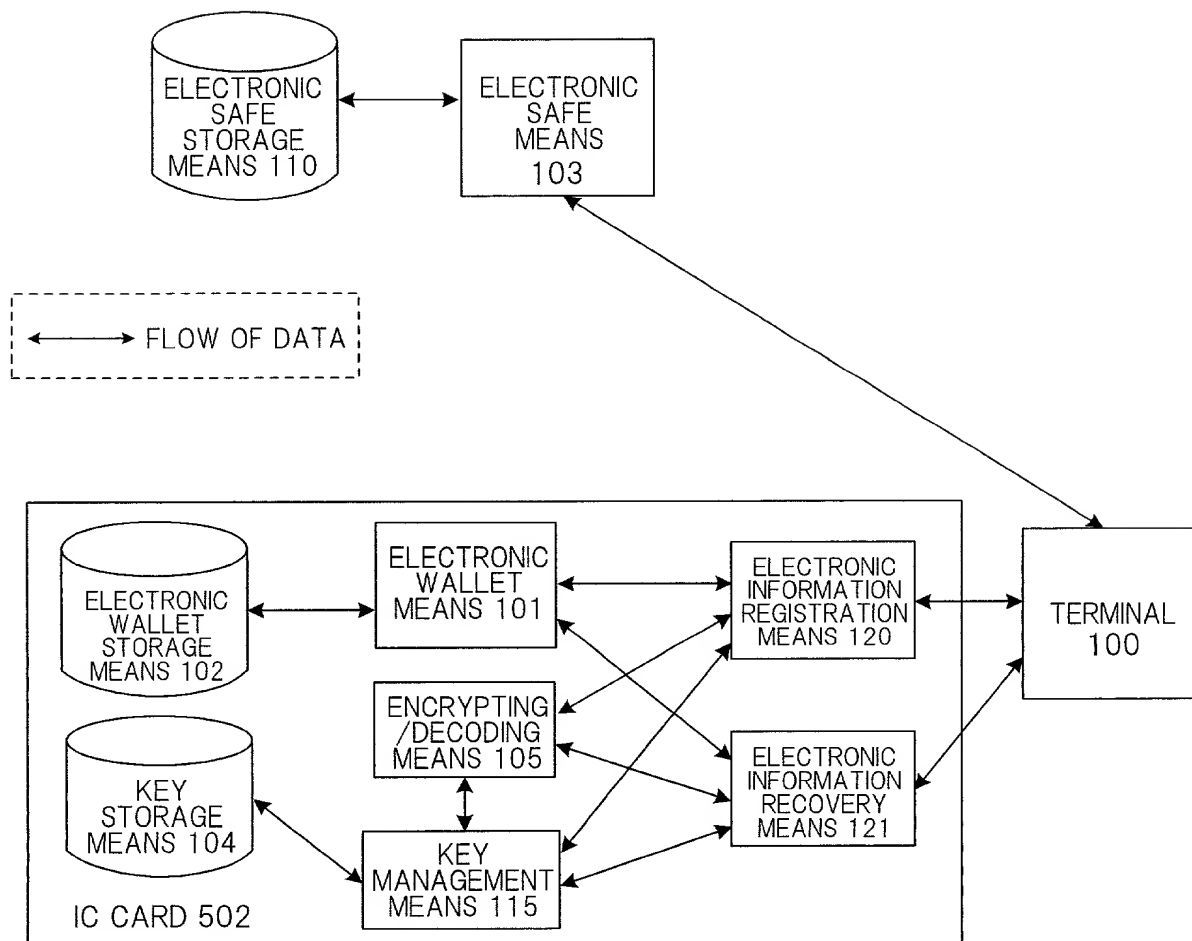 ELECTRONIC
SAFE
STORAGE
MEANS 110
ELECTRONIC
SAFE
MEANS
103
FLOW OF DATA
ELECTRONIC
WALLET
STORAGE
MEANS 102
ELECTRONIC
WALLET
MEANS 101
ELECTRONIC
INFORMATION
REGISTRATION
MEANS 120
TERMINAL
100
ENCRYPTING
/DECODING
MEANS 105
ELECTRONIC
INFORMATION
RECOVERY
MEANS 121
KEY
STORAGE
MEANS 104
KEY
MANAGEMENT
MEANS 115
IC CARD 502